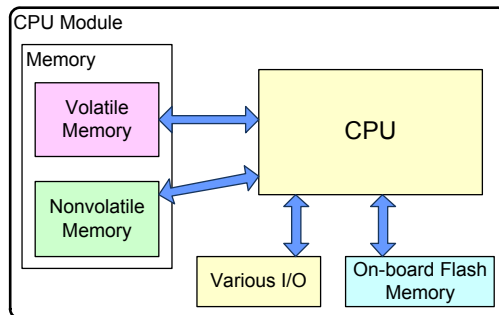 CPU Module
Memory
Volatile
Memory
CPU
Nonvolatile
Memory
Various I/O
On-board Flash
Memory